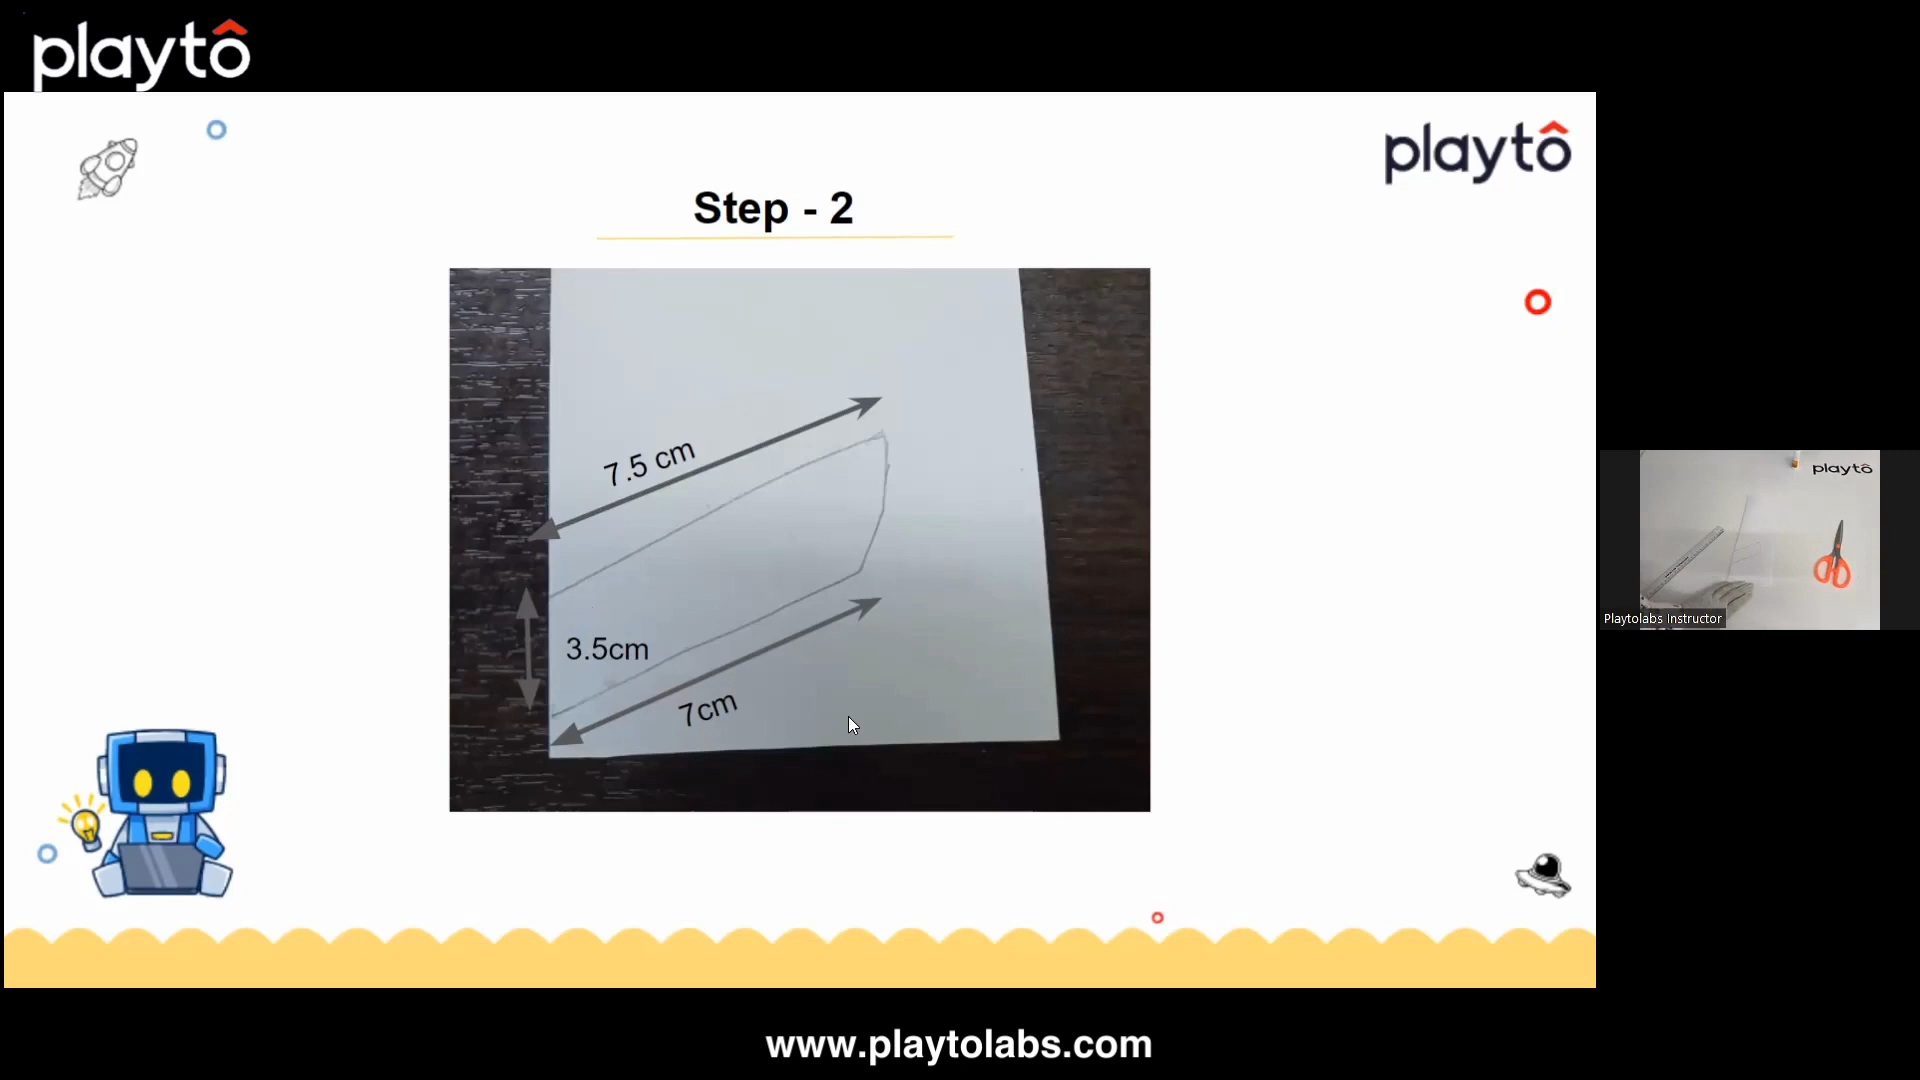 playtô
playtô
Step - 2
7.5 cm
3.5cm
7cm
playtô
Playtolabs Instructor
www.playtolabs.com